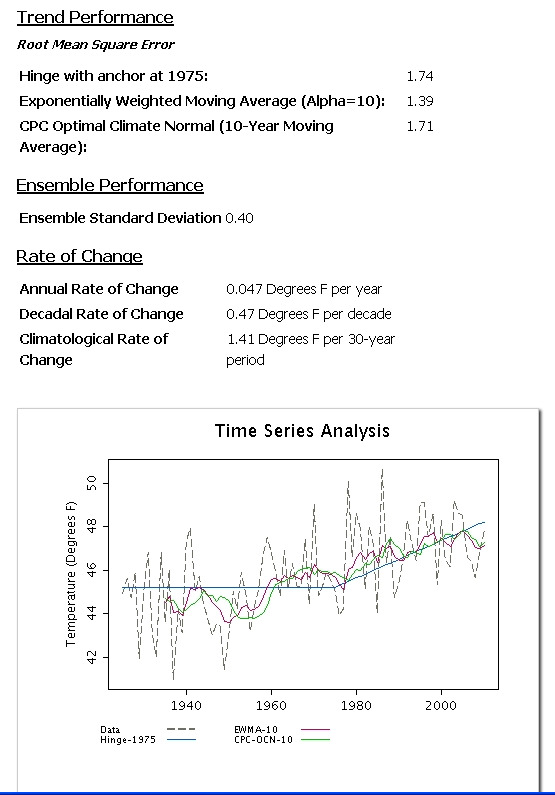 Trend Performance
Root Mean Square Error
Hinge with anchor at 1975: 1.74
Exponentially Weighted Moving Average (Alpha=10): 1.39
CPC Optimal Climate Normal (10-Year Moving 1.71
Average):
Ensemble Performance
Ensemble Standard Deviation 0.40
Rate of Change
Annual Rate of Change 0.047 Degrees F per year
Decadal Rate of Change 0.47 Degrees F per decade
Climatological Rate of 1.41 Degrees F per 30-year
Change period
Time Series Analysis
Temperature (Degrees F)
50
48
46
44
42
1940 1960 1980 2000
Data EWMA-10
Hinge-1975 CPC-OCN-10